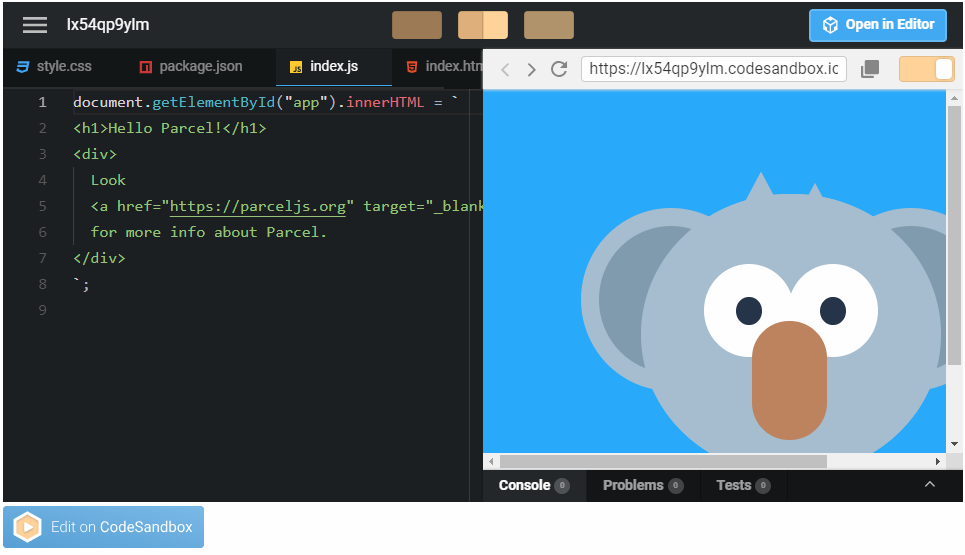 lx54qp9ylm
Open in Editor
style.css
package.json
index.js
index.htm
https://lx54qp9ylm.codesandbox.io
1 document.getElementById("app").innerHTML = `
2 <h1>Hello Parcel!</h1>
3 <div>
4 Look
5 <a href="https://parceljs.org" target="_blank
6 for more info about Parcel.
7 </div>
8 `;
9
Console 0
Problems 0
Tests 0
Edit on CodeSandbox